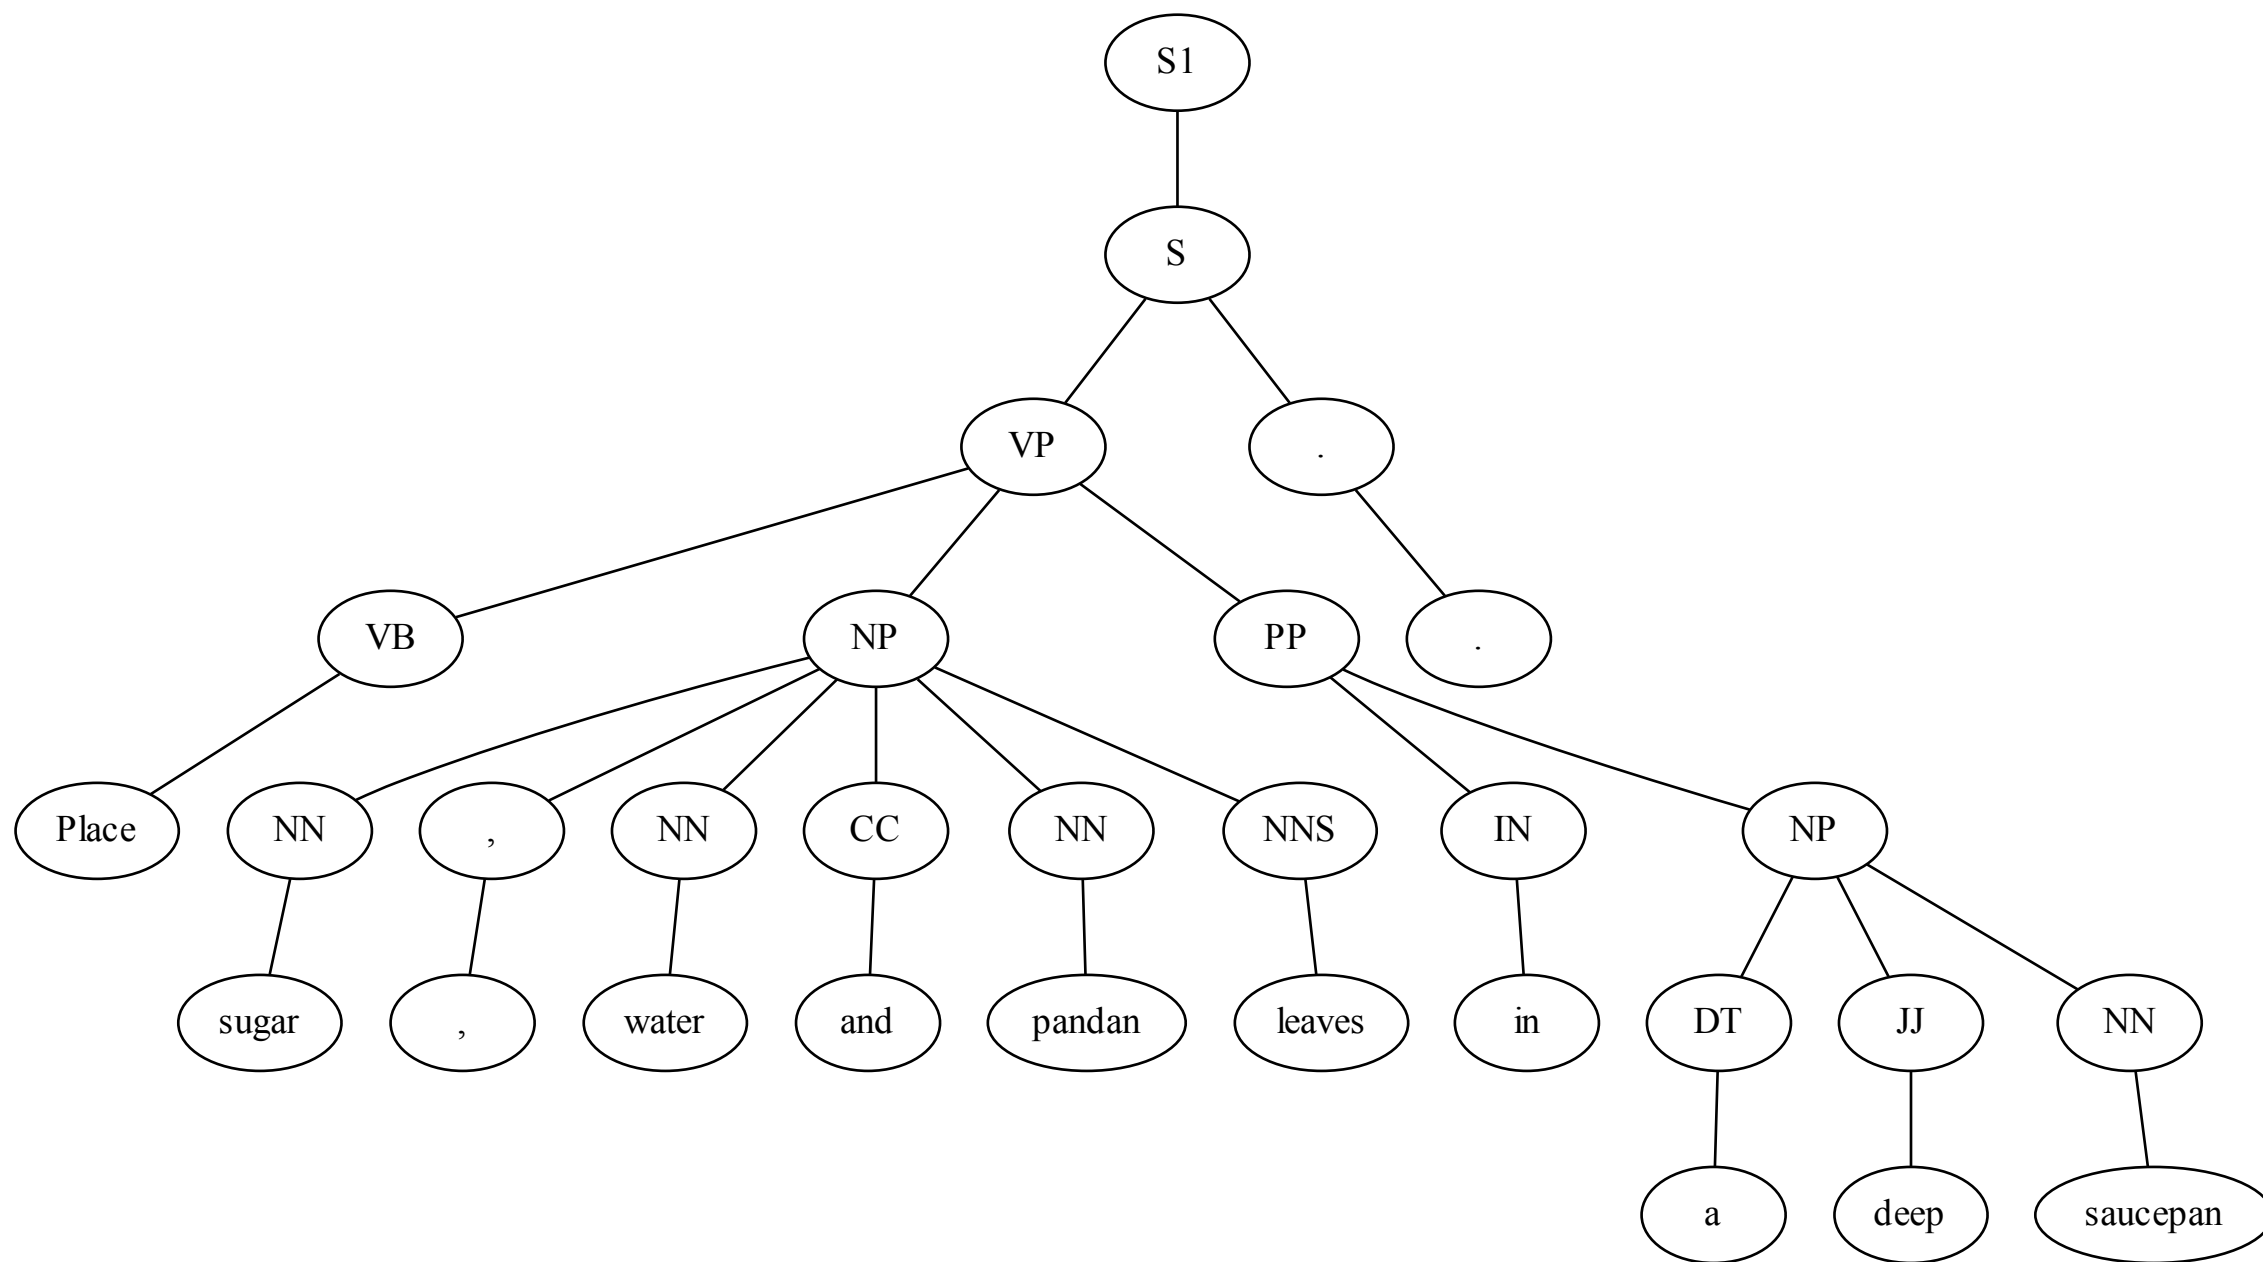 S1
S
VP .
VB NP PP .
Place NN , NN CC NN NNS IN NP
sugar , water and pandan leaves in DT JJ NN
a deep saucepan